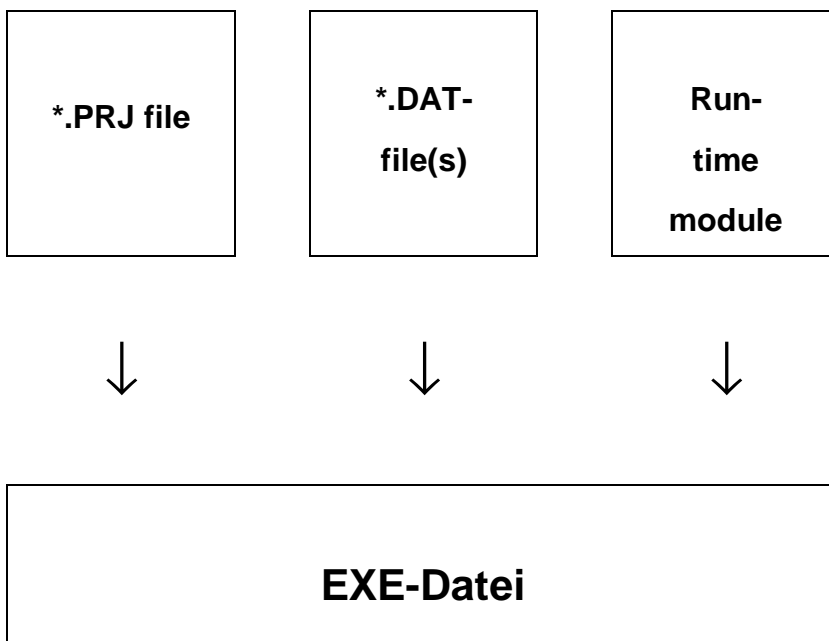 *.PRJ file
*.DAT-
file(s)
Run-
time
module
↓ ↓ ↓
EXE-Datei